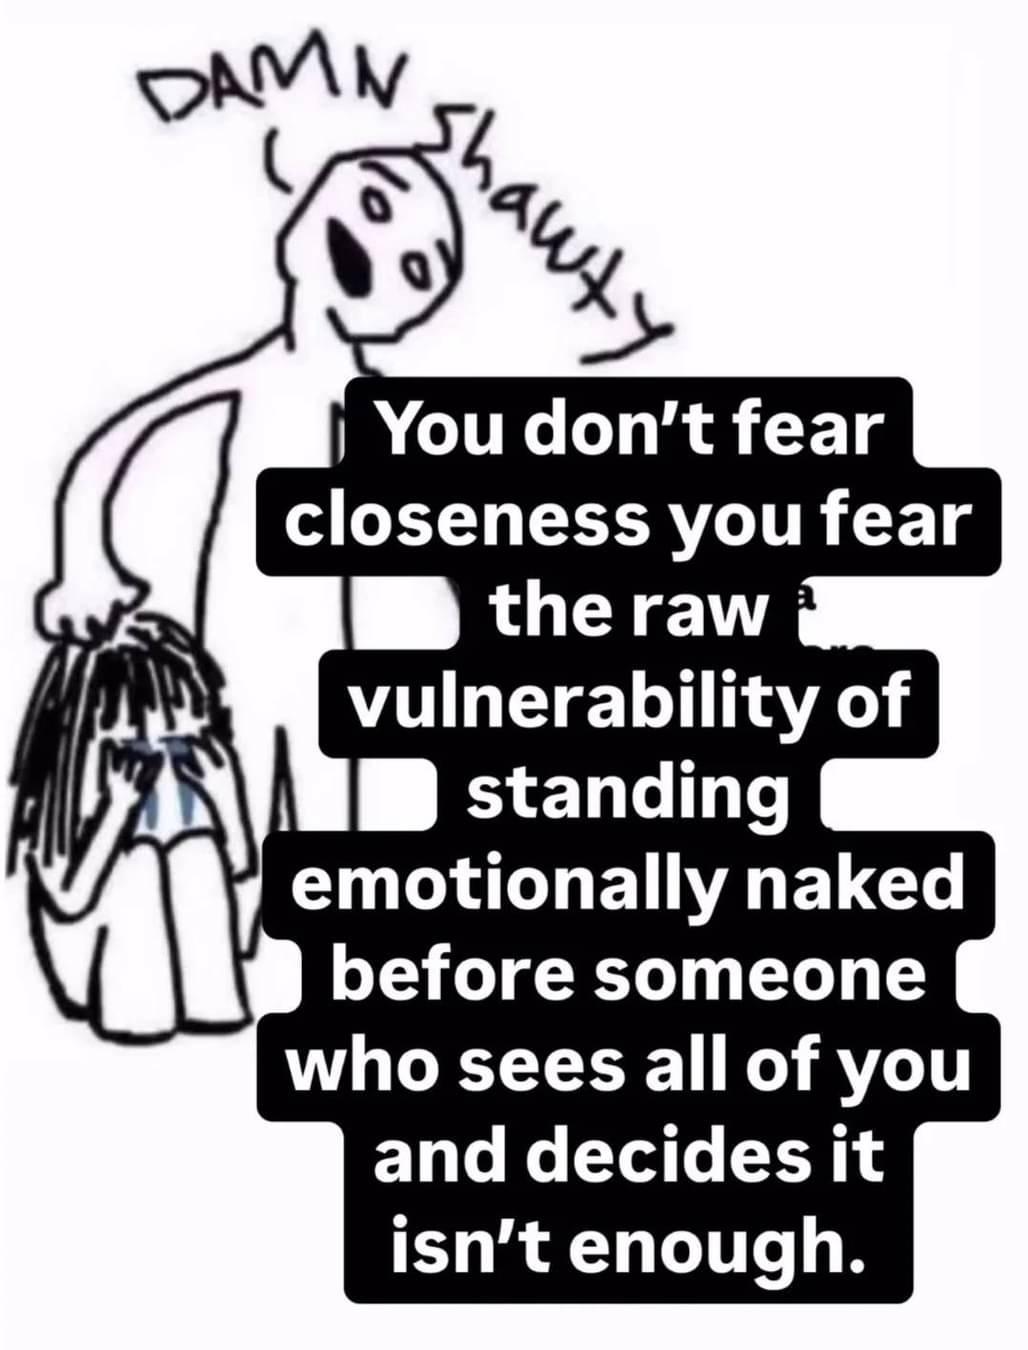 DAMN
shawty
You don't fear
closeness you fear
the raw
vulnerability of
standing
emotionally naked
before someone
who sees all of you
and decides it
isn't enough.